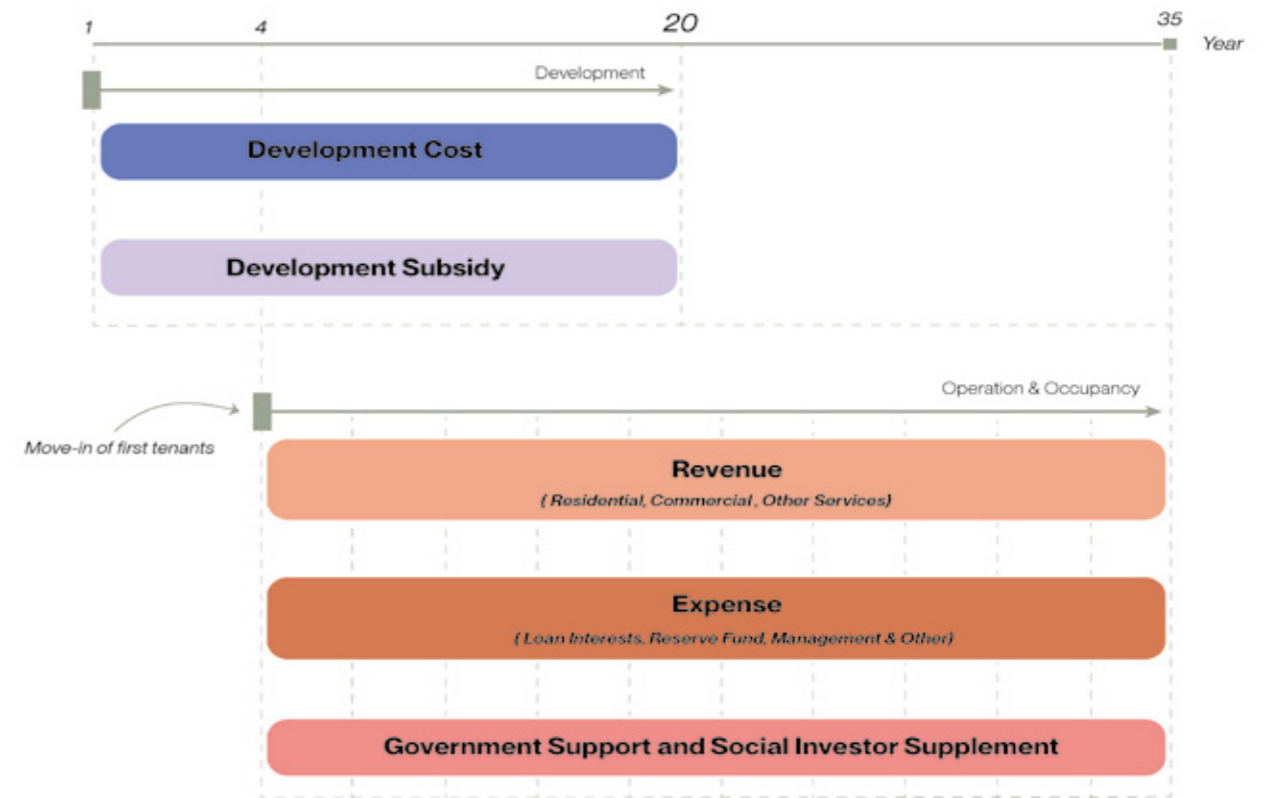 1 4 20 35 Year
Development
Development Cost
Development Subsidy
Operation & Occupancy
Move-in of first tenants
Revenue
( Residential, Commercial , Other Services)
Expense
( Loan Interests, Reserve Fund, Management & Other)
Government Support and Social Investor Supplement